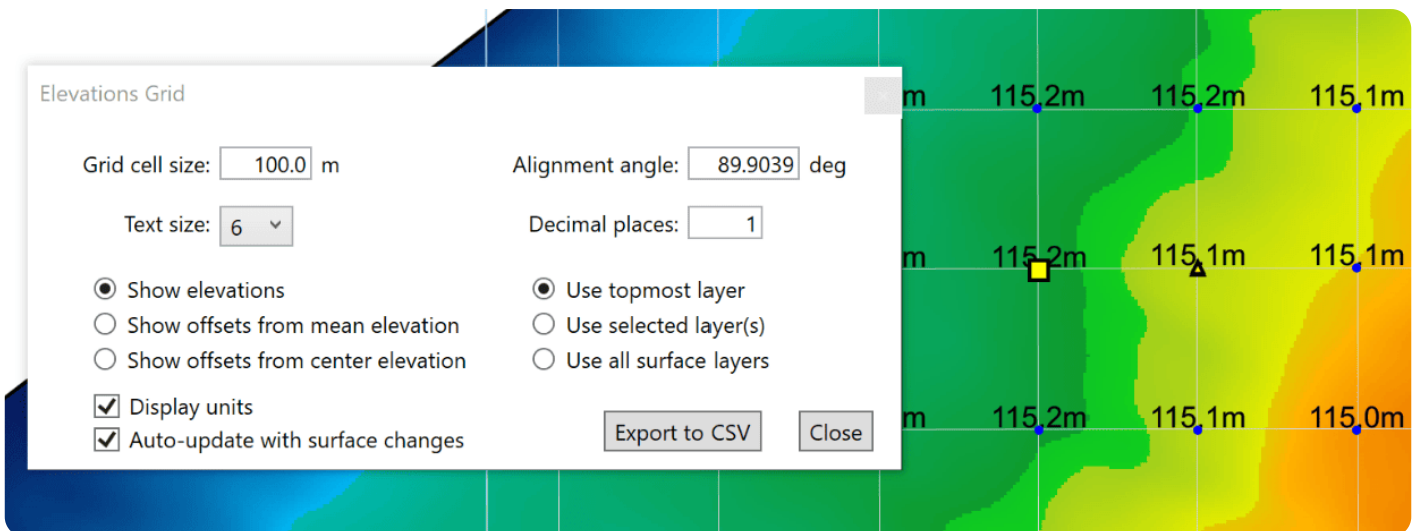 Elevations Grid
Grid cell size: 100.0 m
Alignment angle: 89.9039 deg
Text size: 6
Decimal places: 1
Show elevations
Show offsets from mean elevation
Show offsets from center elevation
Use topmost layer
Use selected layer(s)
Use all surface layers
Display units
Auto-update with surface changes
Export to CSV
Close
m 115.2m 115.2m 115.1m
m 115.2m 115.1m 115.1m
m 115.2m 115.1m 115.0m